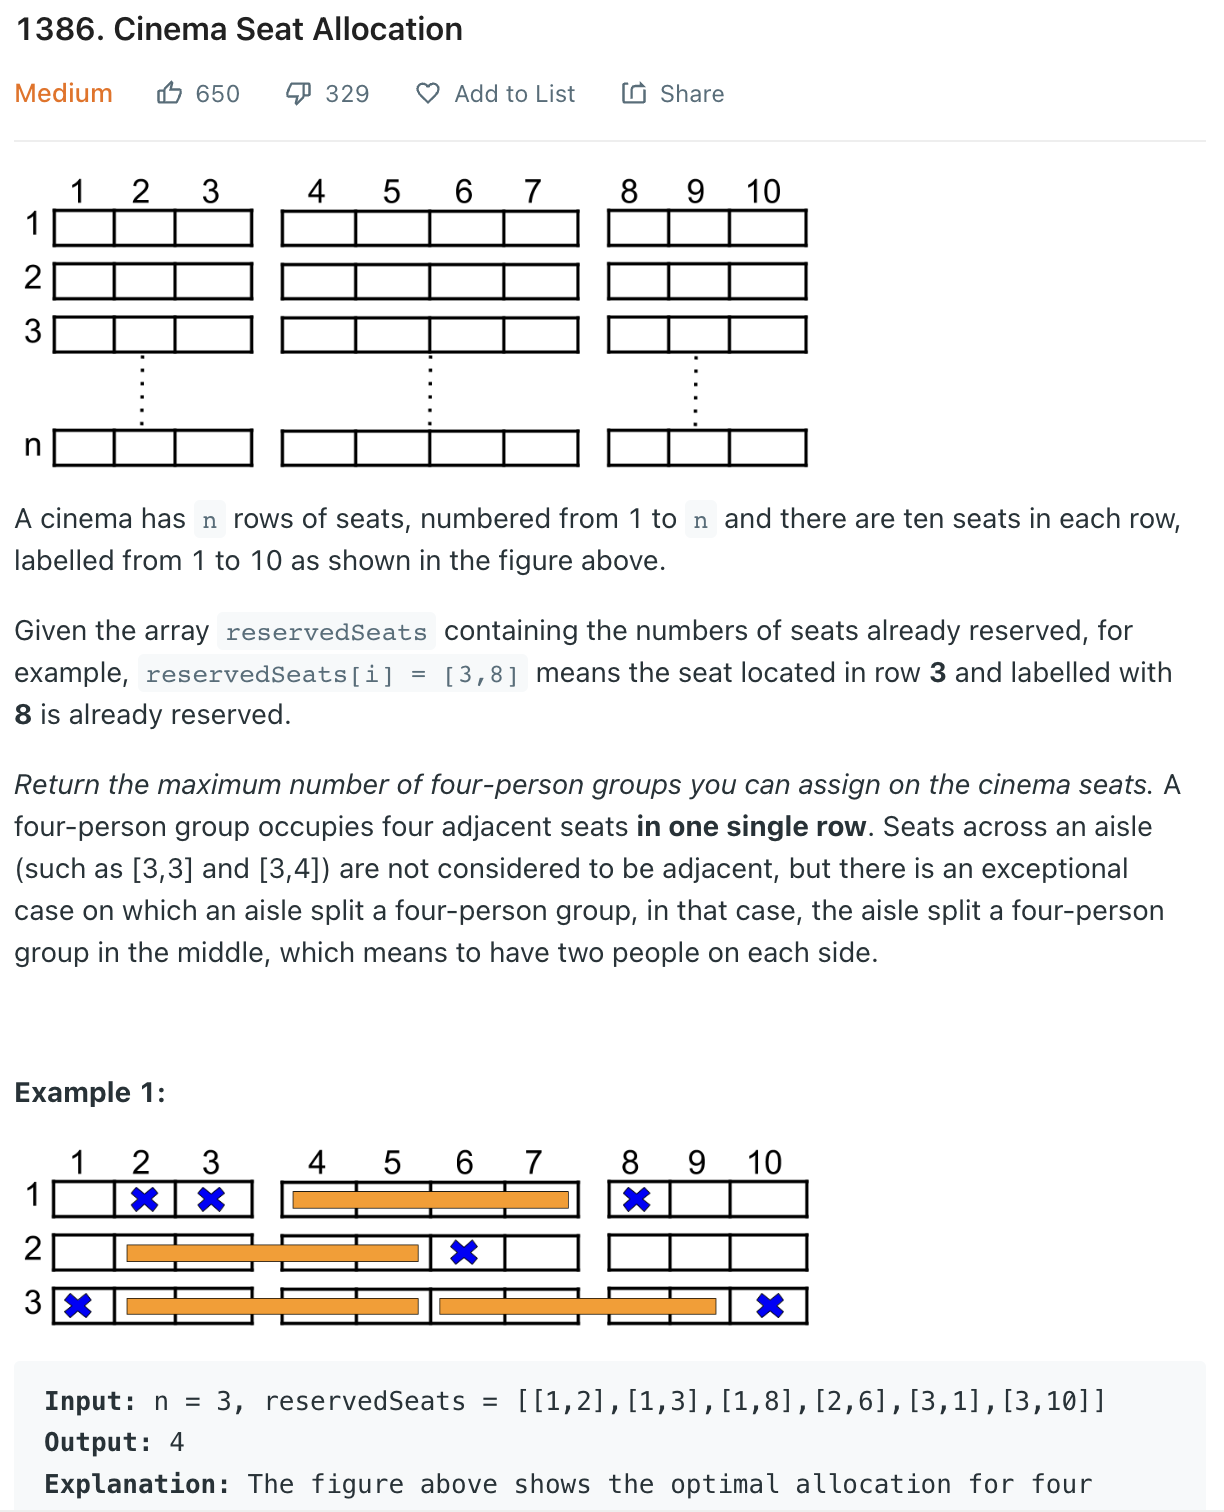 1386. Cinema Seat Allocation
Medium 650 329 Add to List Share
1 2 3 4 5 6 7 8 9 10
1
2
3
n
A cinema has n rows of seats, numbered from 1 to n and there are ten seats in each row,
labelled from 1 to 10 as shown in the figure above.
Given the array reservedSeats containing the numbers of seats already reserved, for
example, reservedSeats[i] = [3,8] means the seat located in row 3 and labelled with
8 is already reserved.
Return the maximum number of four-person groups you can assign on the cinema seats. A
four-person group occupies four adjacent seats in one single row. Seats across an aisle
(such as [3,3] and [3,4]) are not considered to be adjacent, but there is an exceptional
case on which an aisle split a four-person group, in that case, the aisle split a four-person
group in the middle, which means to have two people on each side.
Example 1:
1 2 3 4 5 6 7 8 9 10
1
2
3
Input: n = 3, reservedSeats = [[1,2],[1,3],[1,8],[2,6],[3,1],[3,10]]
Output: 4
Explanation: The figure above shows the optimal allocation for four